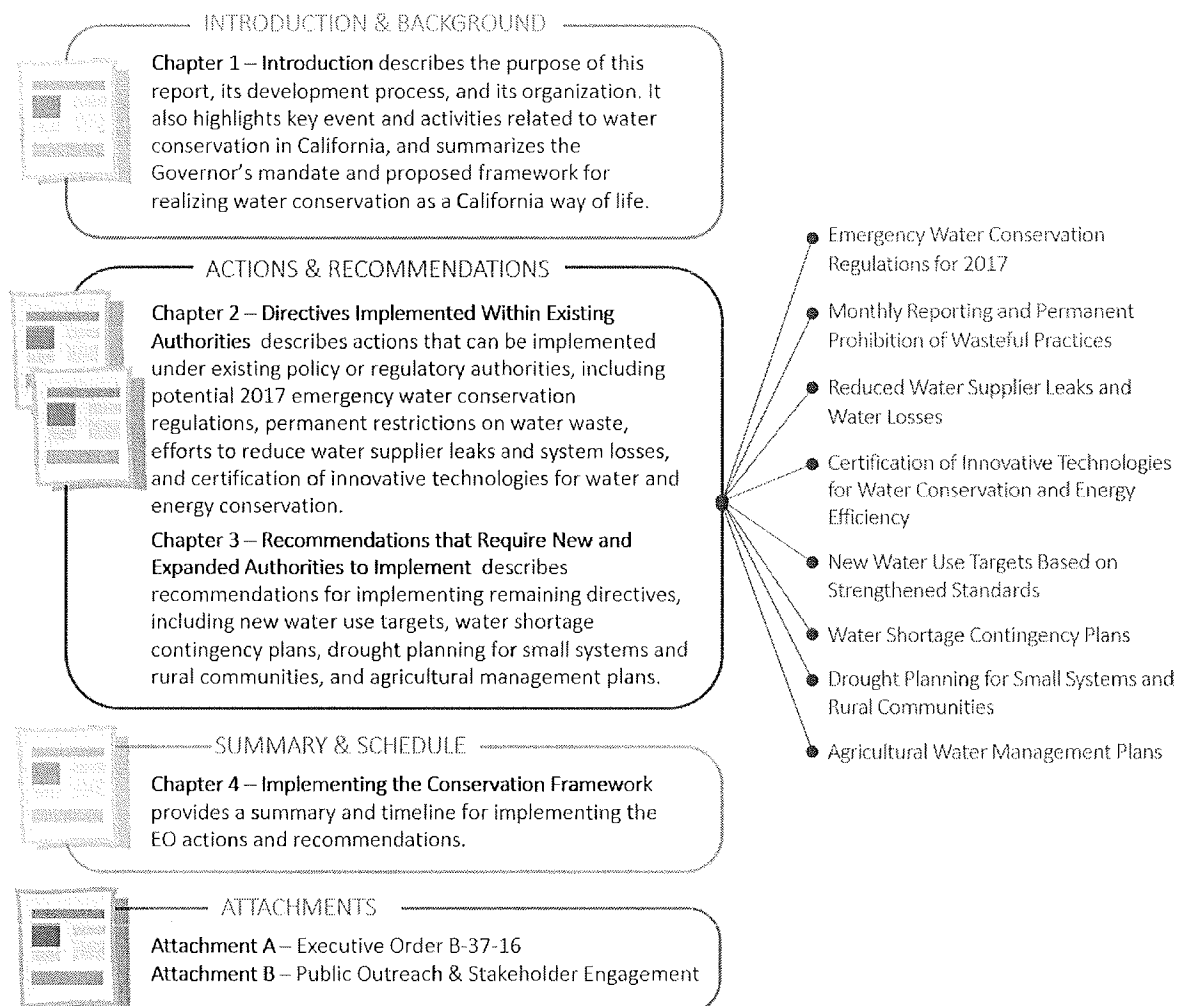 INTRODUCTION & BACKGROUND
Chapter 1 – Introduction describes the purpose of this
report, its development process, and its organization. It
also highlights key event and activities related to water
conservation in California, and summarizes the
Governor's mandate and proposed framework for
realizing water conservation as a California way of life.
ACTIONS & RECOMMENDATIONS
Chapter 2 – Directives Implemented Within Existing
Authorities describes actions that can be implemented
under existing policy or regulatory authorities, including
potential 2017 emergency water conservation
regulations, permanent restrictions on water waste,
efforts to reduce water supplier leaks and system losses,
and certification of innovative technologies for water and
energy conservation.
Chapter 3 – Recommendations that Require New and
Expanded Authorities to Implement describes
recommendations for implementing remaining directives,
including new water use targets, water shortage
contingency plans, drought planning for small systems and
rural communities, and agricultural management plans.
Emergency Water Conservation
Regulations for 2017
Monthly Reporting and Permanent
Prohibition of Wasteful Practices
Reduced Water Supplier Leaks and
Water Losses
Certification of Innovative Technologies
for Water Conservation and Energy
Efficiency
New Water Use Targets Based on
Strengthened Standards
Water Shortage Contingency Plans
Drought Planning for Small Systems and
Rural Communities
Agricultural Water Management Plans
SUMMARY & SCHEDULE
Chapter 4 – Implementing the Conservation Framework
provides a summary and timeline for implementing the
EO actions and recommendations.
ATTACHMENTS
Attachment A – Executive Order B-37-16
Attachment B – Public Outreach & Stakeholder Engagement